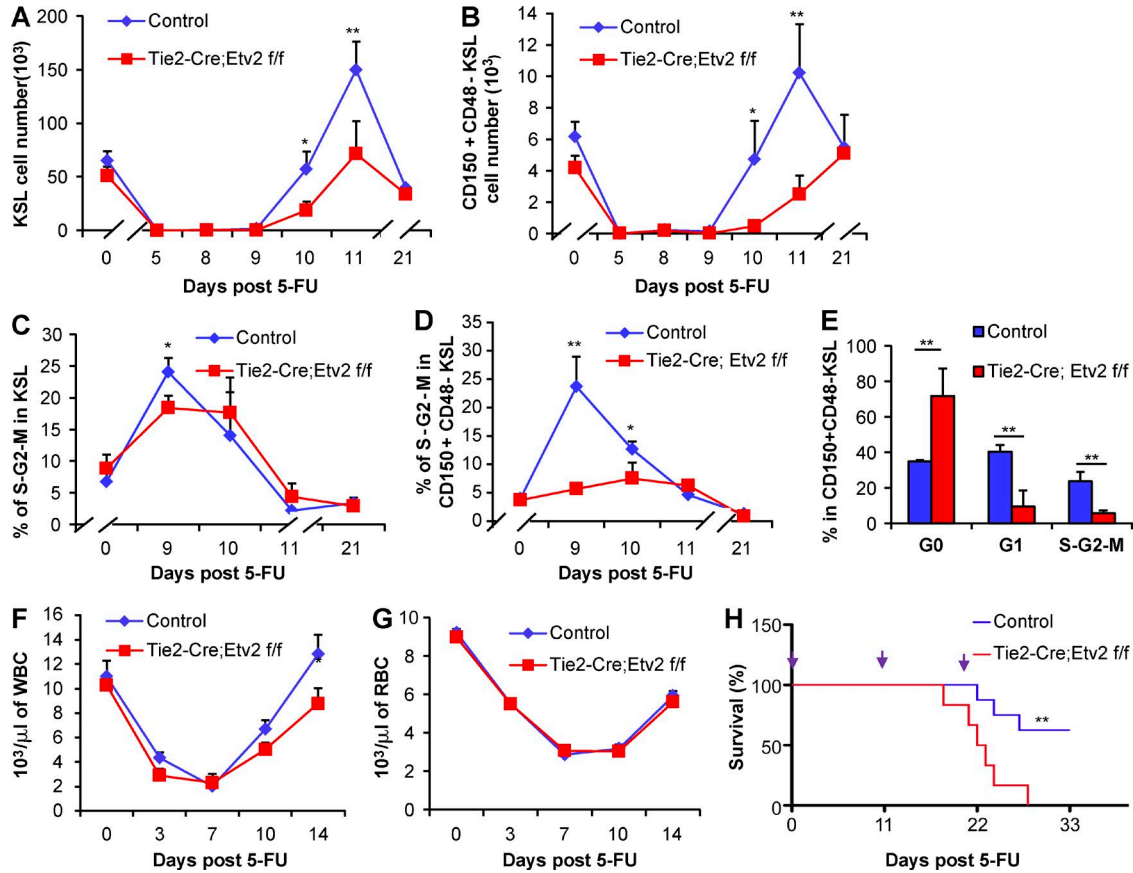 A
KSL cell number(10³)
200
150
100
50
0
Control
Tie2-Cre;Etv2 f/f
*
**
0 5 8 9 10 11 21
Days post 5-FU
B
CD150 + CD48 - KSL
cell number (10³)
14
12
10
8
6
4
2
0
Control
Tie2-Cre;Etv2 f/f
*
**
0 5 8 9 10 11 21
Days post 5-FU
C
% of S-G2-M in KSL
30
25
20
15
10
5
0
Control
Tie2-Cre;Etv2 f/f
*
0 9 10 11 21
Days post 5-FU
D
% of S -G2 -M in
CD150 + CD48- KSL
35
30
25
20
15
10
5
0
Control
Tie2-Cre; Etv2 f/f
**
*
0 9 10 11 21
Days post 5-FU
E
% in CD150+CD48-KSL
100
80
60
40
20
0
Control
Tie2-Cre; Etv2 f/f
**
**
**
G0 G1 S-G2-M
F
10³/µl of WBC
16
14
12
10
8
6
4
2
0
Control
Tie2-Cre;Etv2 f/f
*
0 3 7 10 14
Days post 5-FU
G
10³/µl of RBC
10
8
6
4
2
0
Control
Tie2-Cre;Etv2 f/f
0 3 7 10 14
Days post 5-FU
H
Survival (%)
150
100
50
0
Control
Tie2-Cre;Etv2 f/f
**
0 11 22 33
Days post 5-FU